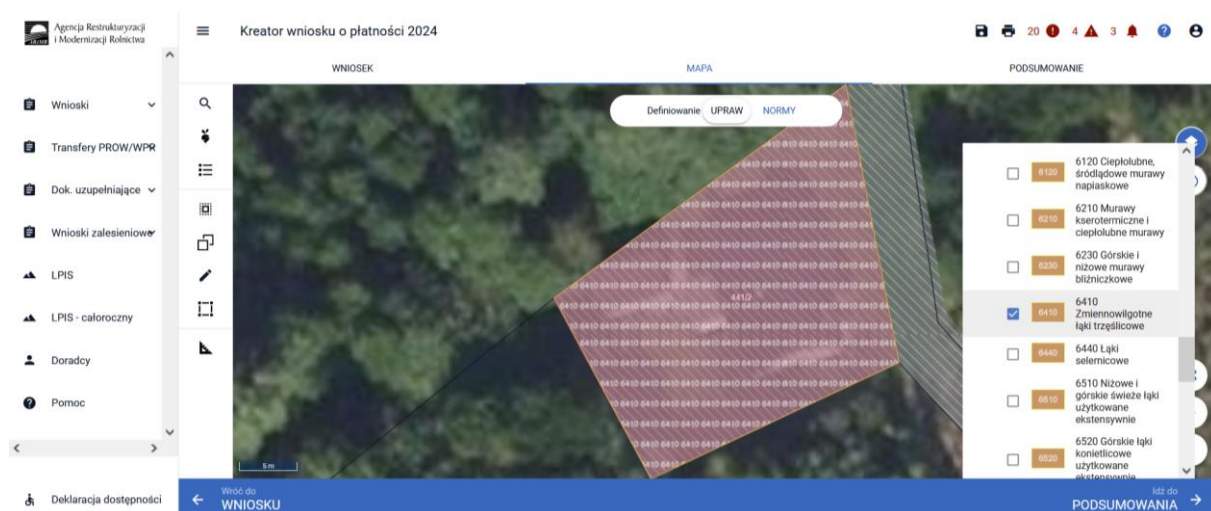 Agencja Restrukturyzacji
i Modernizacji Rolnictwa
Kreator wniosku o płatności 2024
20
4
3
WNIOSEK
MAPA
PODSUMOWANIE
Wnioski
Transfery PROW/WPR
Dok. uzupełniające
Wnioski zalesieniowe
LPIS
LPIS - całoroczny
Doradcy
Pomoc
Deklaracja dostępności
Definiowanie UPRAW NORMY
441/2
5 m
6120
6120 Ciepłolubne,
śródlądowe murawy
napiaskowe
6210
6210 Murawy
kserotermiczne i
ciepłolubne murawy
6230
6230 Górskie i
niżowe murawy
bliźniczkowe
6410
6410
Zmiennowilgotne
łąki trzęślicowe
6440
6440 Łąki
selernicowe
6510
6510 Niżowe i
górskie świeże łąki
użytkowane
ekstensywnie
6520
6520 Górskie łąki
konietlicowe
użytkowane
ekstensywnie
Wróć do
WNIOSKU
Idź do
PODSUMOWANIA